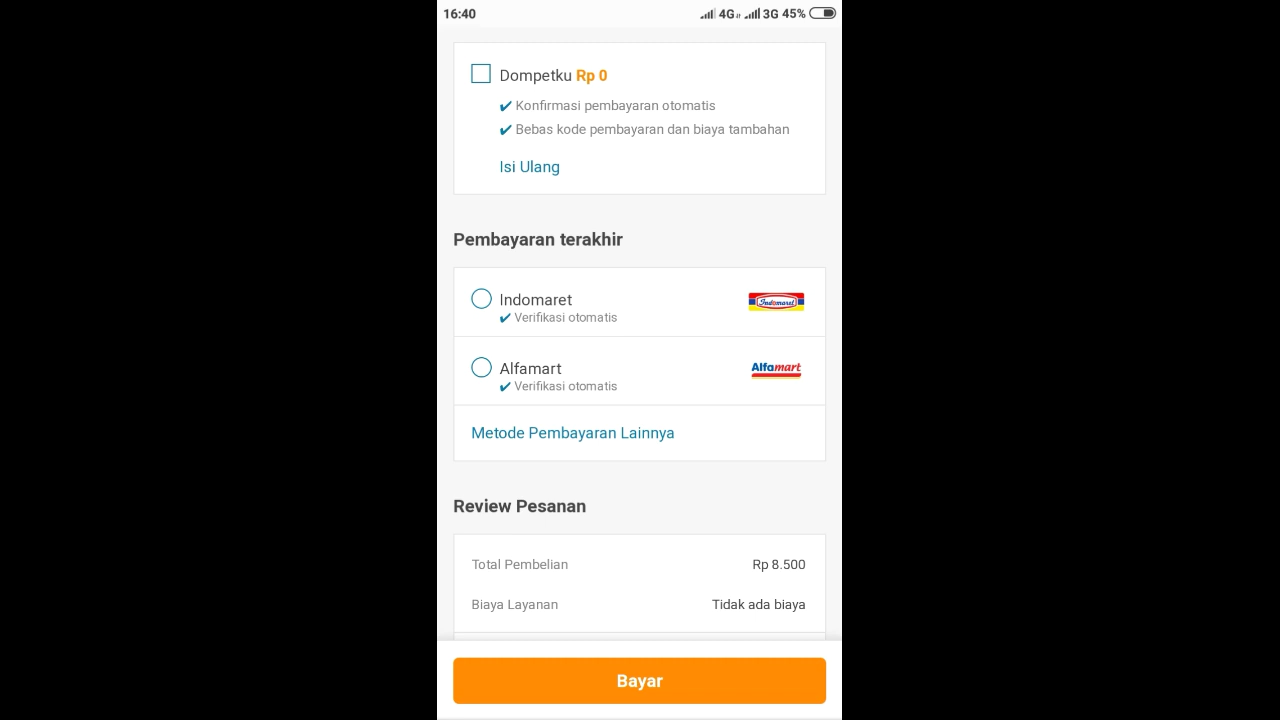 16:40 4G 3G 45%
Dompetku Rp 0
✔ Konfirmasi pembayaran otomatis
✔ Bebas kode pembayaran dan biaya tambahan
Isi Ulang
Pembayaran terakhir
Indomaret Indomaret
✔ Verifikasi otomatis
Alfamart Alfamart
✔ Verifikasi otomatis
Metode Pembayaran Lainnya
Review Pesanan
Total Pembelian Rp 8.500
Biaya Layanan Tidak ada biaya
Bayar